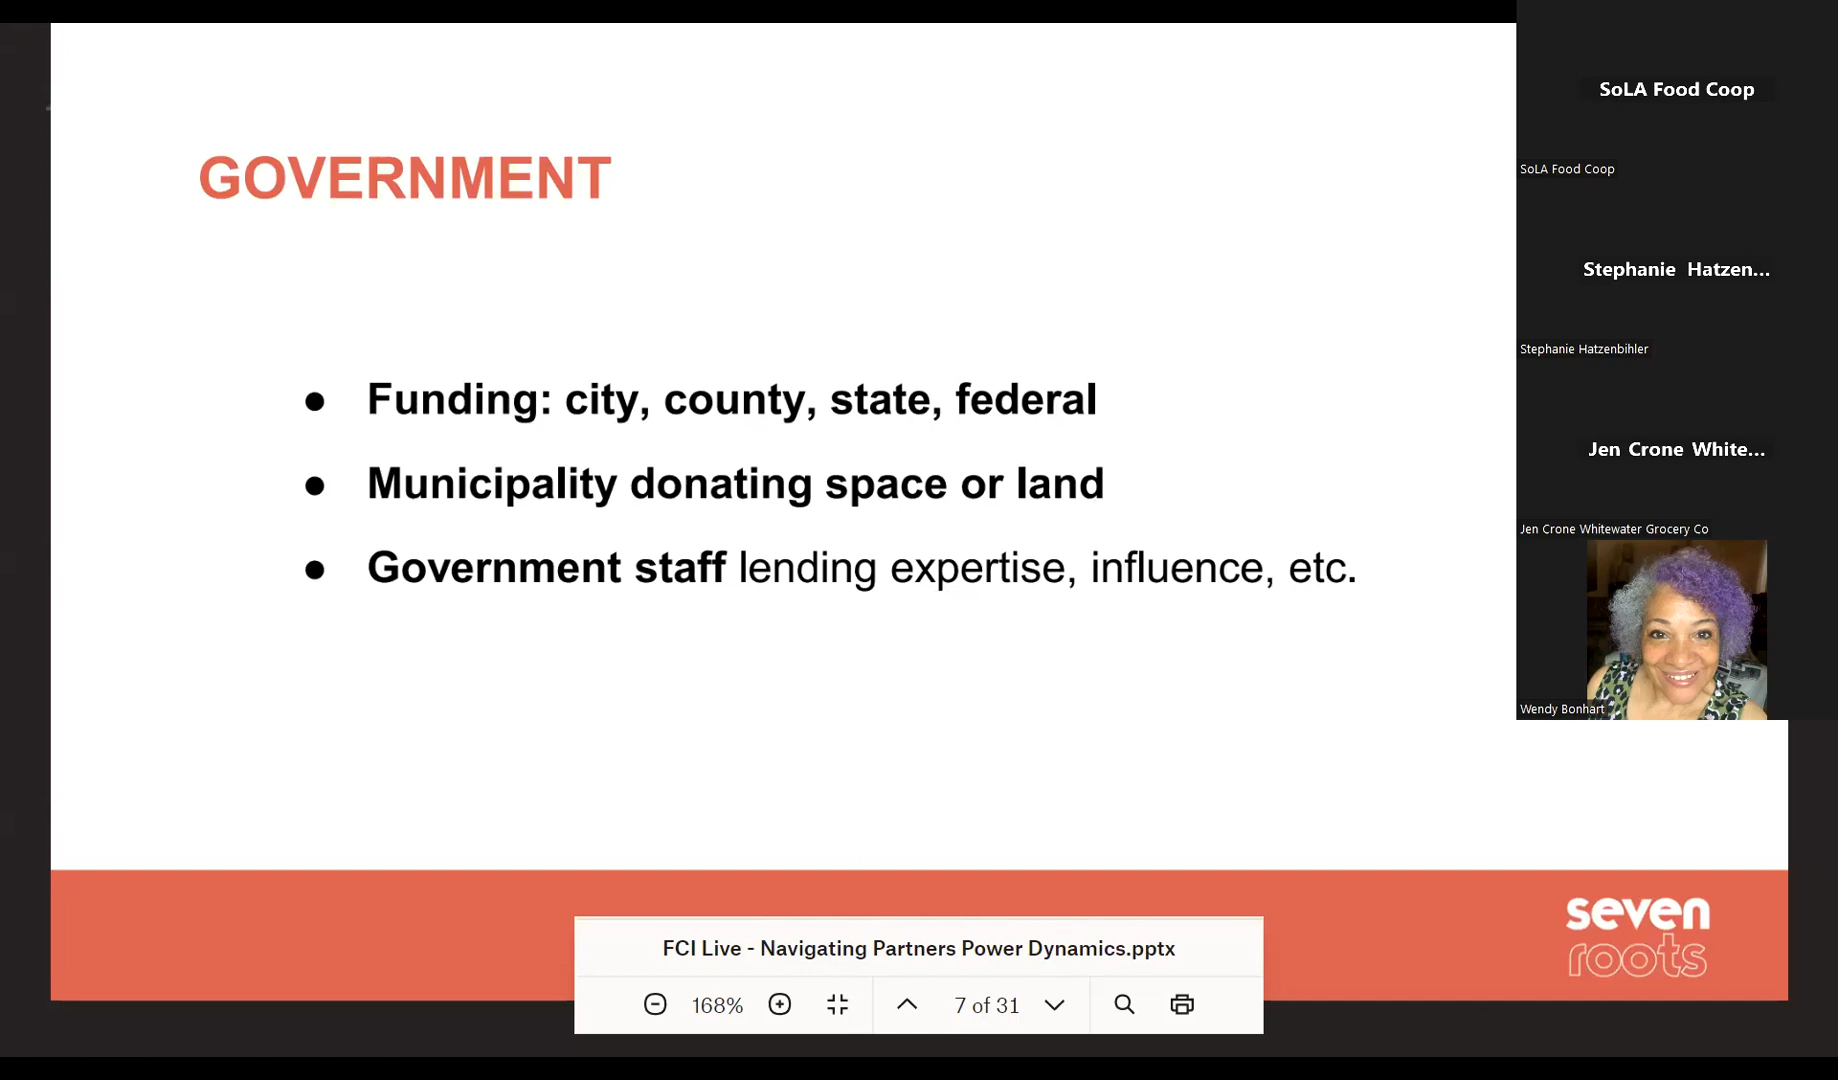 GOVERNMENT
● Funding: city, county, state, federal
● Municipality donating space or land
● Government staff lending expertise, influence, etc.
SoLA Food Coop
SoLA Food Coop
Stephanie Hatzen...
Stephanie Hatzenbihler
Jen Crone White...
Jen Crone Whitewater Grocery Co
Wendy Bonhart
seven
roots
FCI Live - Navigating Partners Power Dynamics.pptx
168% 7 of 31